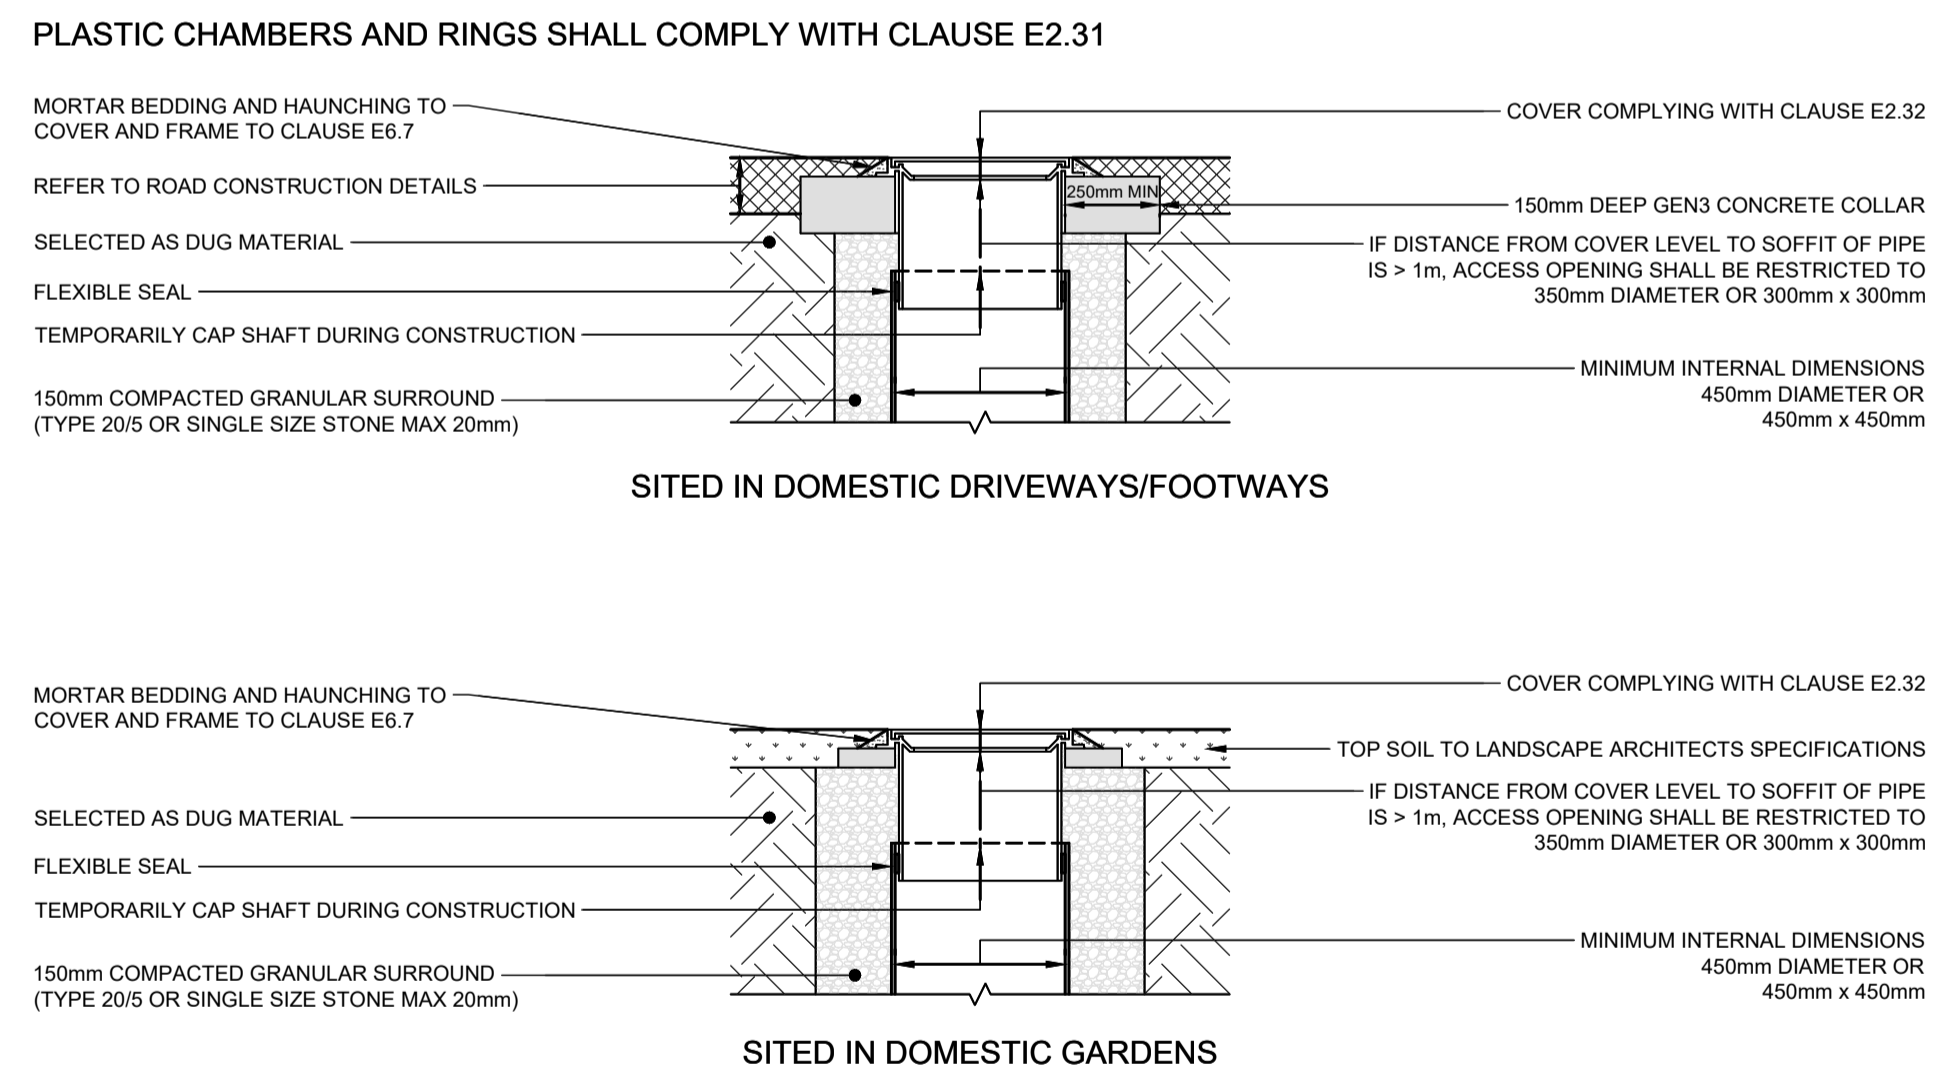 PLASTIC CHAMBERS AND RINGS SHALL COMPLY WITH CLAUSE E2.31
MORTAR BEDDING AND HAUNCHING TO
COVER AND FRAME TO CLAUSE E6.7
REFER TO ROAD CONSTRUCTION DETAILS
SELECTED AS DUG MATERIAL
FLEXIBLE SEAL
TEMPORARILY CAP SHAFT DURING CONSTRUCTION
150mm COMPACTED GRANULAR SURROUND
(TYPE 20/5 OR SINGLE SIZE STONE MAX 20mm)
250mm MIN
COVER COMPLYING WITH CLAUSE E2.32
150mm DEEP GEN3 CONCRETE COLLAR
IF DISTANCE FROM COVER LEVEL TO SOFFIT OF PIPE
IS > 1m, ACCESS OPENING SHALL BE RESTRICTED TO
350mm DIAMETER OR 300mm x 300mm
MINIMUM INTERNAL DIMENSIONS
450mm DIAMETER OR
450mm x 450mm
SITED IN DOMESTIC DRIVEWAYS/FOOTWAYS
MORTAR BEDDING AND HAUNCHING TO
COVER AND FRAME TO CLAUSE E6.7
SELECTED AS DUG MATERIAL
FLEXIBLE SEAL
TEMPORARILY CAP SHAFT DURING CONSTRUCTION
150mm COMPACTED GRANULAR SURROUND
(TYPE 20/5 OR SINGLE SIZE STONE MAX 20mm)
COVER COMPLYING WITH CLAUSE E2.32
TOP SOIL TO LANDSCAPE ARCHITECTS SPECIFICATIONS
IF DISTANCE FROM COVER LEVEL TO SOFFIT OF PIPE
IS > 1m, ACCESS OPENING SHALL BE RESTRICTED TO
350mm DIAMETER OR 300mm x 300mm
MINIMUM INTERNAL DIMENSIONS
450mm DIAMETER OR
450mm x 450mm
SITED IN DOMESTIC GARDENS